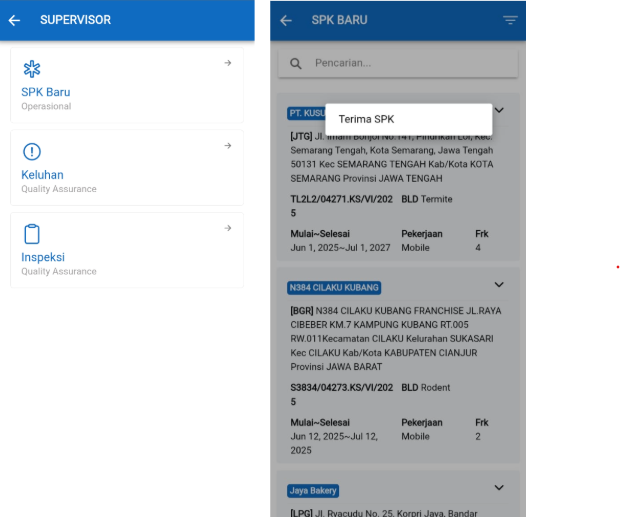 SUPERVISOR
SPK Baru
Operasional
Keluhan
Quality Assurance
Inspeksi
Quality Assurance
SPK BARU
Pencarian...
PT. KUSU
Terima SPK
[JTG] Jl. Imam Bonjol No.141, Pindrikan Lor, Kec.
Semarang Tengah, Kota Semarang, Jawa Tengah
50131 Kec SEMARANG TENGAH Kab/Kota KOTA
SEMARANG Provinsi JAWA TENGAH
TL2L2/04271.KS/VI/202 BLD Termite
5
Mulai~Selesai Pekerjaan Frk
Jun 1, 2025~Jul 1, 2027 Mobile 4
N384 CILAKU KUBANG
[BGR] N384 CILAKU KUBANG FRANCHISE JL.RAYA
CIBEBER KM.7 KAMPUNG KUBANG RT.005
RW.011Kecamatan CILAKU Kelurahan SUKASARI
Kec CILAKU Kab/Kota KABUPATEN CIANJUR
Provinsi JAWA BARAT
S3834/04273.KS/VI/202 BLD Rodent
5
Mulai~Selesai Pekerjaan Frk
Jun 12, 2025~Jul 12, Mobile 2
2025
Jaya Bakery
[LPG] Jl. Ryacudu No. 25, Korpri Jaya, Bandar